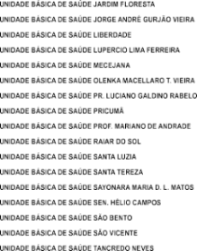 UNIDADE BÁSICA DE SAÚDE JARDIM FLORESTA
UNIDADE BÁSICA DE SAÚDE JORGE ANDRÉ GURJÃO VIEIRA
UNIDADE BÁSICA DE SAÚDE LIBERDADE
UNIDADE BÁSICA DE SAÚDE LUPERCIO LIMA FERREIRA
UNIDADE BÁSICA DE SAÚDE MECEJANA
UNIDADE BÁSICA DE SAÚDE OLENKA MACELLARO T. VIEIRA
UNIDADE BÁSICA DE SAÚDE PR. LUCIANO GALDINO RABELO
UNIDADE BÁSICA DE SAÚDE PRICUMÃ
UNIDADE BÁSICA DE SAÚDE PROF. MARIANO DE ANDRADE
UNIDADE BÁSICA DE SAÚDE RAIAR DO SOL
UNIDADE BÁSICA DE SAÚDE SANTA LUZIA
UNIDADE BÁSICA DE SAÚDE SANTA TEREZA
UNIDADE BÁSICA DE SAÚDE SAYONARA MARIA D. L. MATOS
UNIDADE BÁSICA DE SAÚDE SEN. HÉLIO CAMPOS
UNIDADE BÁSICA DE SAÚDE SÃO BENTO
UNIDADE BÁSICA DE SAÚDE SÃO VICENTE
UNIDADE BÁSICA DE SAÚDE TANCREDO NEVES